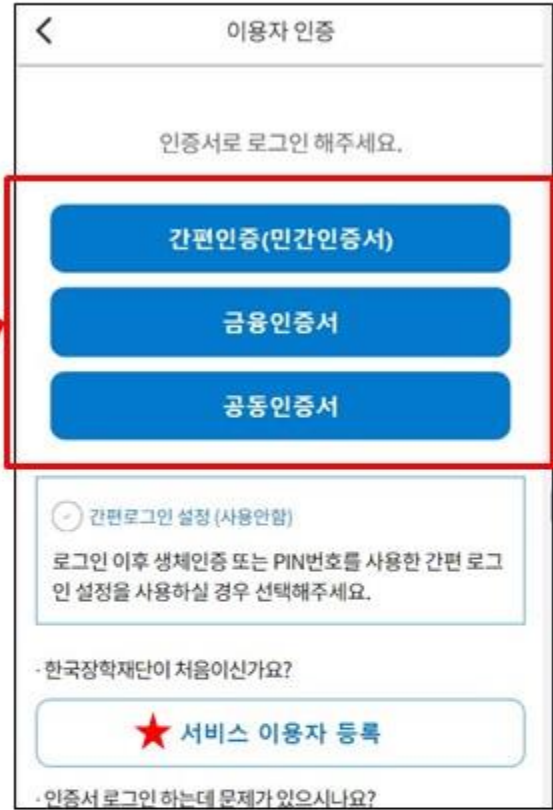 이용자 인증
인증서로 로그인 해주세요.
간편인증(민간인증서)
금융인증서
공동인증서
간편로그인 설정 (사용안함)
로그인 이후 생체인증 또는 PIN번호를 사용한 간편 로그
인 설정을 사용하실 경우 선택해주세요.
· 한국장학재단이 처음이신가요?
서비스 이용자 등록
· 인증서 로그인 하는데 문제가 있으시나요?